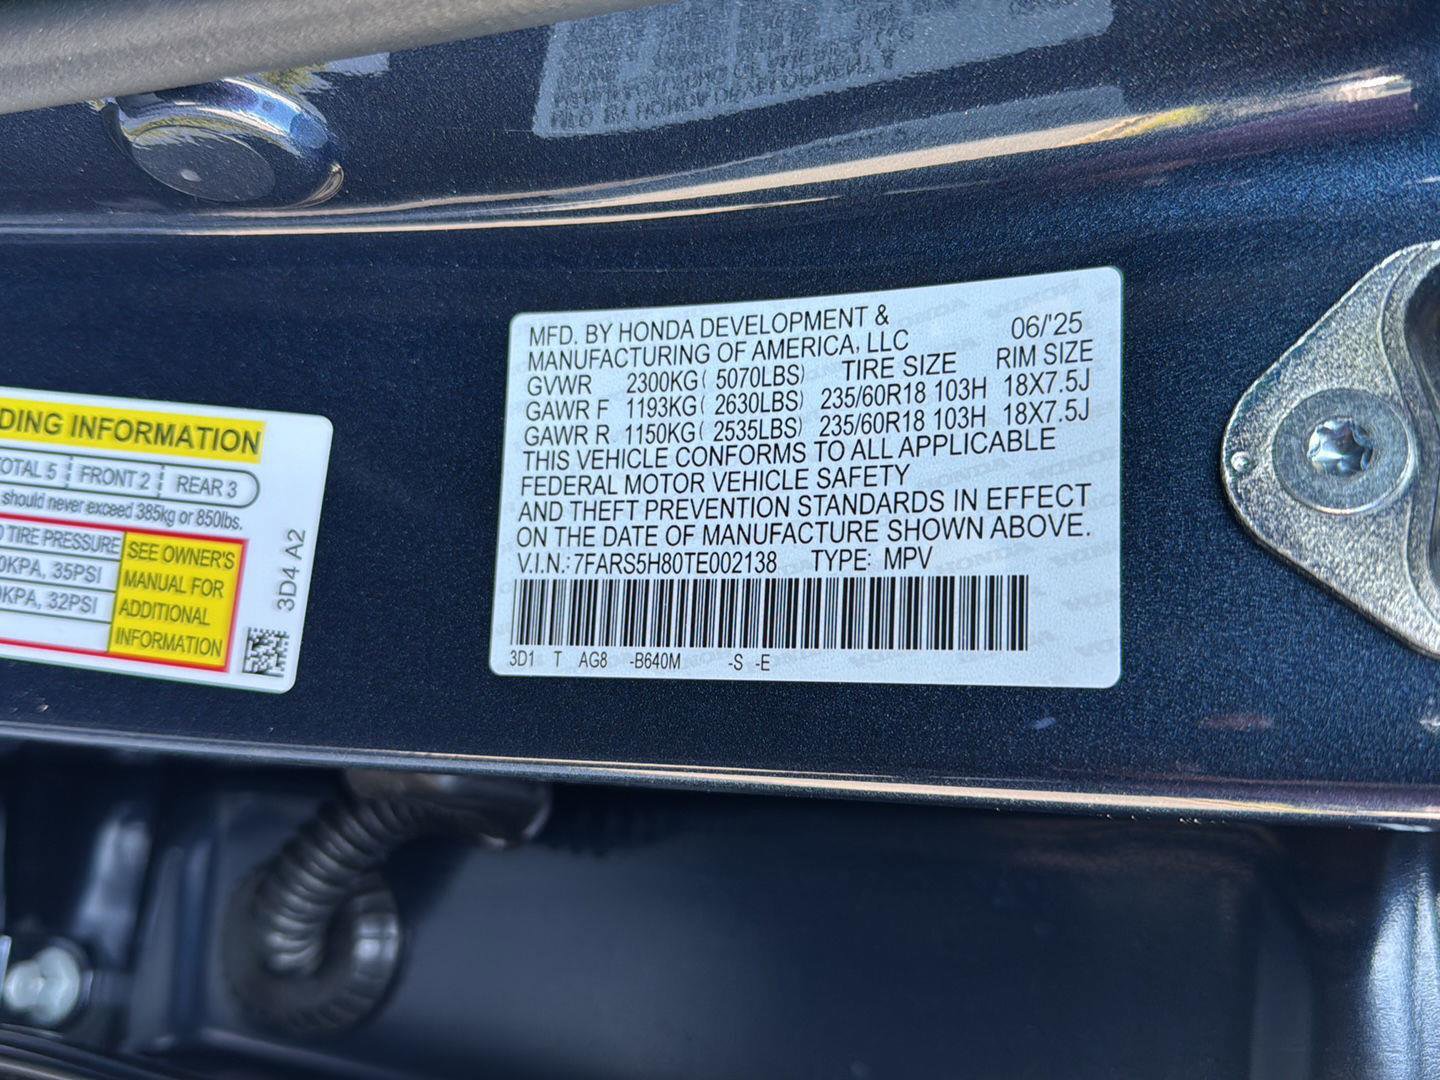 DING INFORMATION
TOTAL 5 FRONT 2 REAR 3
should never exceed 385kg or 850lbs.
TIRE PRESSURE
KPA, 35PSI
KPA, 32PSI
SEE OWNER'S
MANUAL FOR
ADDITIONAL
INFORMATION
3D4 A2
MFD. BY HONDA DEVELOPMENT &
MANUFACTURING OF AMERICA, LLC 06/'25
GVWR 2300KG( 5070LBS) TIRE SIZE RIM SIZE
GAWR F 1193KG( 2630LBS) 235/60R18 103H 18X7.5J
GAWR R 1150KG( 2535LBS) 235/60R18 103H 18X7.5J
THIS VEHICLE CONFORMS TO ALL APPLICABLE
FEDERAL MOTOR VEHICLE SAFETY
AND THEFT PREVENTION STANDARDS IN EFFECT
ON THE DATE OF MANUFACTURE SHOWN ABOVE.
V.I.N.: 7FARS5H80TE002138 TYPE: MPV
3D1 T AG8 -B640M -S -E